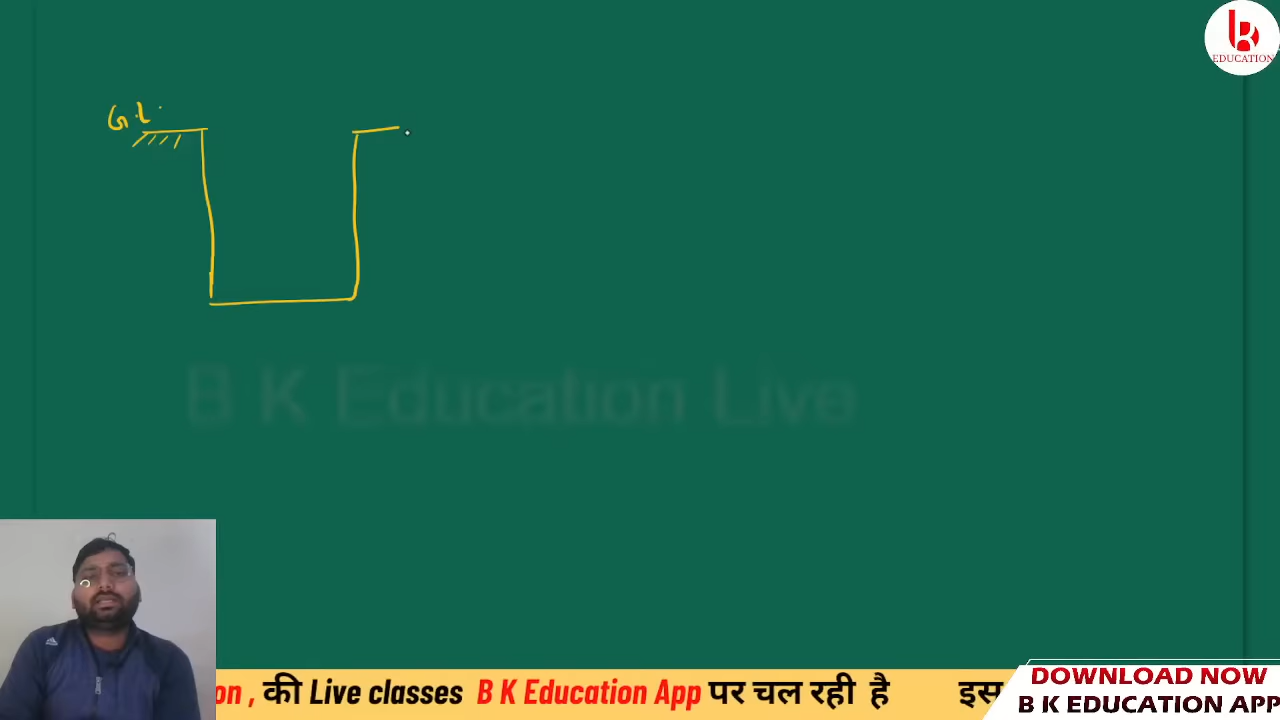 EDUCATION
G.L.
B K Education Live
on , की Live classes B K Education App पर चल रही है इस
DOWNLOAD NOW
B K EDUCATION APP